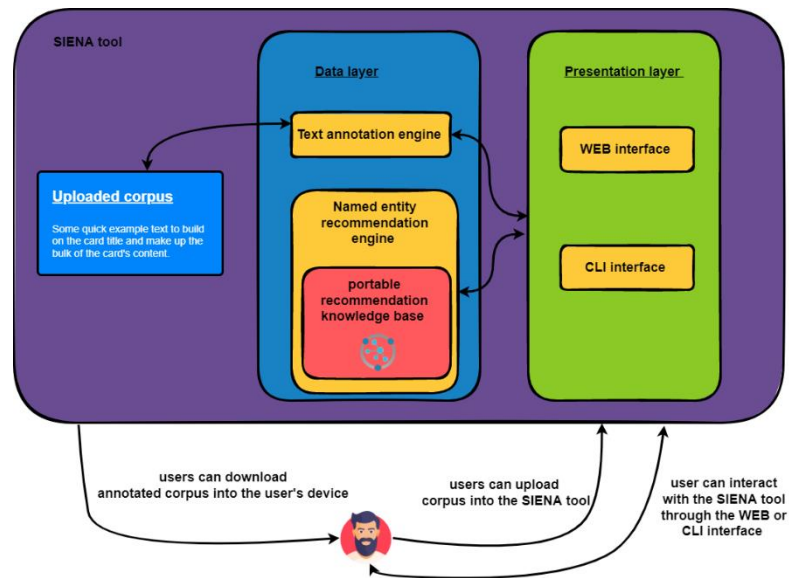 SIENA tool
Data layer
Presentation layer
Text annotation engine
WEB interface
Uploaded corpus
Some quick example text to build
on the card title and make up the
bulk of the card's content.
Named entity
recommendation
engine
CLI interface
portable
recommendation
knowledge base
users can download
annotated corpus into the user's device
users can upload
corpus into the SIENA tool
user can interact
with the SIENA tool
through the WEB or
CLI interface